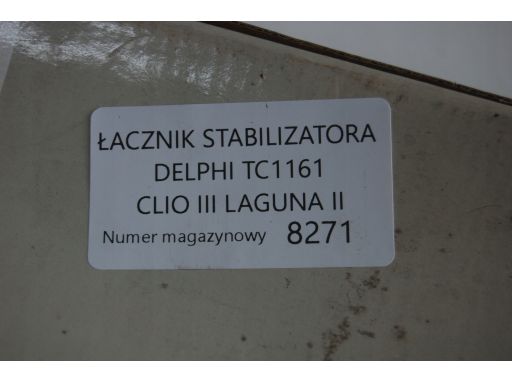 ŁACZNIK STABILIZATORA
DELPHI TC1161
CLIO III LAGUNA II
Numer magazynowy 8271